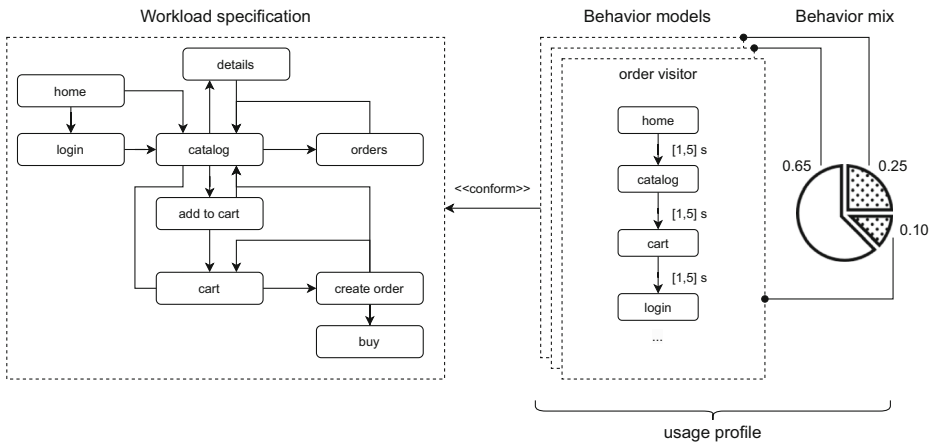 Workload specification
Behavior models
Behavior mix
details
home
login
catalog
orders
add to cart
cart
create order
buy
<<conform>>
order visitor
home
[1,5] s
catalog
[1,5] s
cart
[1,5] s
login
...
0.65
0.25
0.10
usage profile